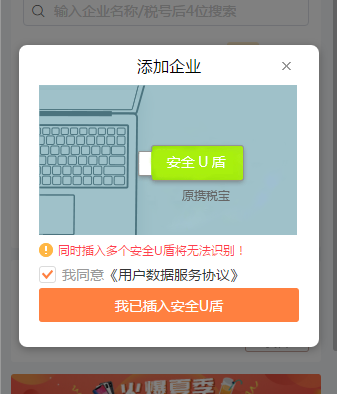 输入企业名称/税号后4位搜索
添加企业
安全 U 盾
原携税宝
同时插入多个安全U盾将无法识别！
我同意《用户数据服务协议》
我已插入安全U盾
火爆夏季